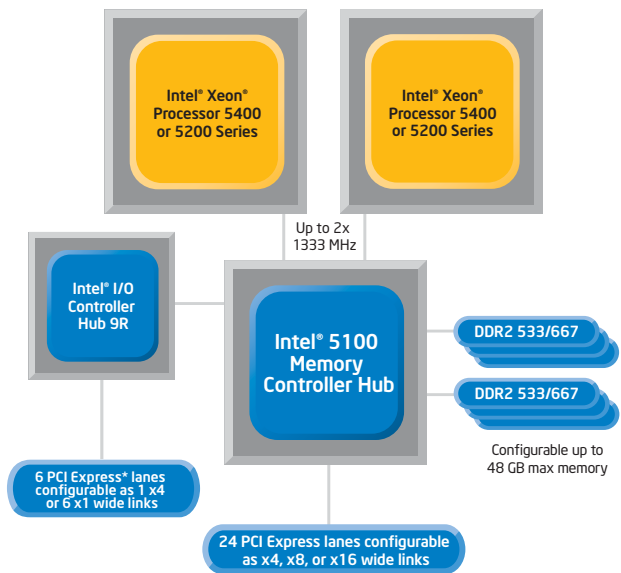 Intel® Xeon®
Processor 5400
or 5200 Series
Intel® Xeon®
Processor 5400
or 5200 Series
Up to 2x
1333 MHz
Intel® I/O
Controller
Hub 9R
Intel® 5100
Memory
Controller Hub
DDR2 533/667
DDR2 533/667
Configurable up to
48 GB max memory
6 PCI Express* lanes
configurable as 1 x4
or 6 x1 wide links
24 PCI Express lanes configurable
as x4, x8, or x16 wide links